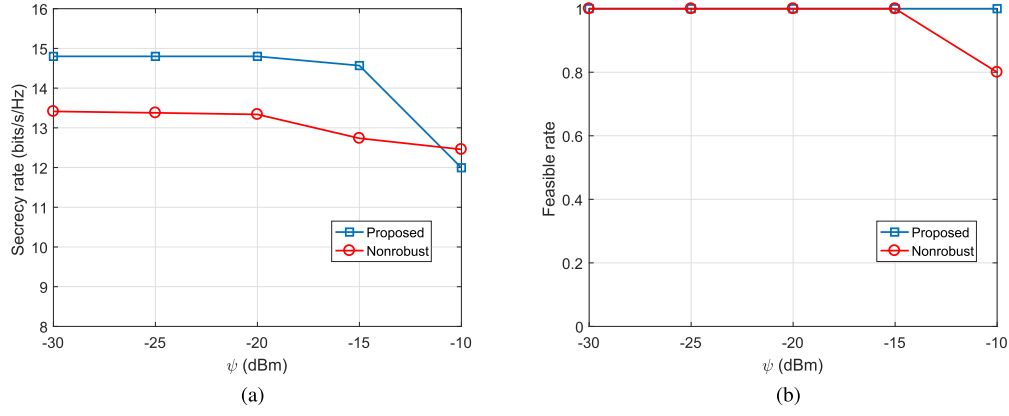 16
15
14
13
12
11
10
9
8
Secrecy rate (bits/s/Hz)
Proposed
Nonrobust
-30 -25 -20 -15 -10
ψ (dBm)
(a)
1
0.8
0.6
0.4
0.2
0
Feasible rate
Proposed
Nonrobust
-30 -25 -20 -15 -10
ψ (dBm)
(b)